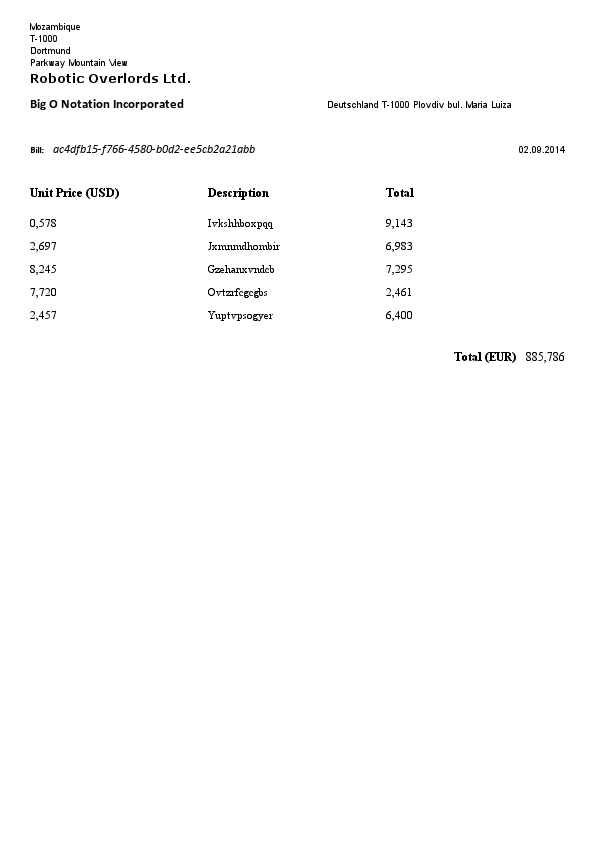 Mozambique
T-1000
Dortmund
Parkway Mountain View
Robotic Overlords Ltd.
Big O Notation Incorporated Deutschland T-1000 Plovdiv bul. Maria Luiza
Bill: ac4dfb15-f766-4580-b0d2-ee5cb2a21abb 02.09.2014
Unit Price (USD) Description Total
0,578 Ivkshhboxpqq 9,143
2,697 Jxmnmdhombir 6,983
8,245 Gzehanxvndcb 7,295
7,720 Ovtzrfcgcgbs 2,461
2,457 Yuptvpsogyer 6,400
Total (EUR) 885,786